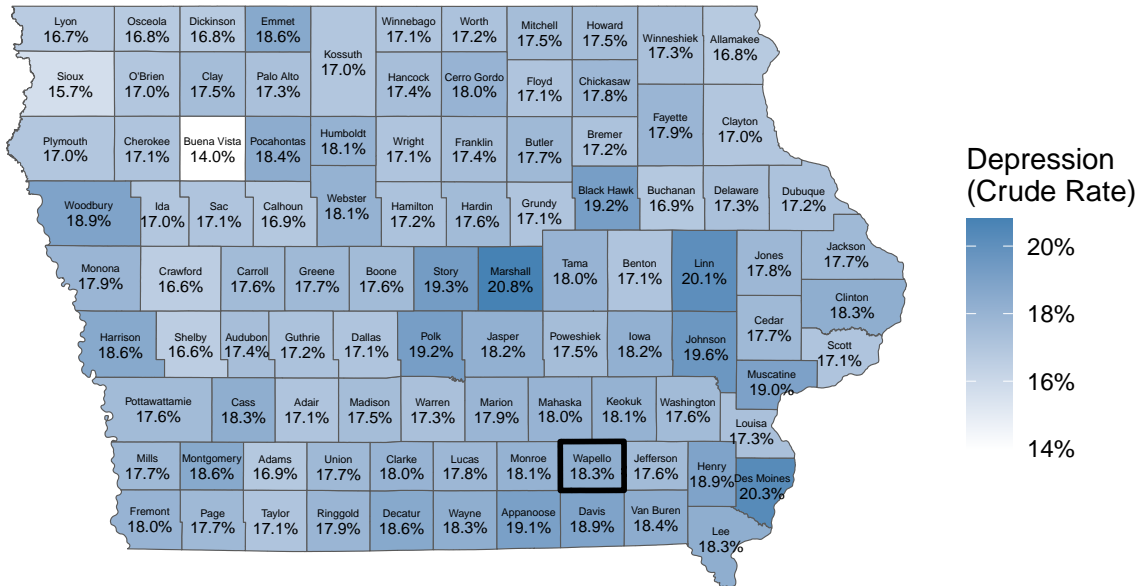 Lyon
16.7%
Osceola
16.8%
Dickinson
16.8%
Emmet
18.6%
Kossuth
17.0%
Winnebago
17.1%
Worth
17.2%
Mitchell
17.5%
Howard
17.5%
Winneshiek
17.3%
Allamakee
16.8%
Sioux
15.7%
O'Brien
17.0%
Clay
17.5%
Palo Alto
17.3%
Hancock
17.4%
Cerro Gordo
18.0%
Floyd
17.1%
Chickasaw
17.8%
Fayette
17.9%
Clayton
17.0%
Plymouth
17.0%
Cherokee
17.1%
Buena Vista
14.0%
Pocahontas
18.4%
Humboldt
18.1%
Wright
17.1%
Franklin
17.4%
Butler
17.7%
Bremer
17.2%
Woodbury
18.9%
Ida
17.0%
Sac
17.1%
Calhoun
16.9%
Webster
18.1%
Hamilton
17.2%
Hardin
17.6%
Grundy
17.1%
Black Hawk
19.2%
Buchanan
16.9%
Delaware
17.3%
Dubuque
17.2%
Monona
17.9%
Crawford
16.6%
Carroll
17.6%
Greene
17.7%
Boone
17.6%
Story
19.3%
Marshall
20.8%
Tama
18.0%
Benton
17.1%
Linn
20.1%
Jones
17.8%
Jackson
17.7%
Clinton
18.3%
Harrison
18.6%
Shelby
16.6%
Audubon
17.4%
Guthrie
17.2%
Dallas
17.1%
Polk
19.2%
Jasper
18.2%
Poweshiek
17.5%
Iowa
18.2%
Johnson
19.6%
Cedar
17.7%
Scott
17.1%
Muscatine
19.0%
Pottawattamie
17.6%
Cass
18.3%
Adair
17.1%
Madison
17.5%
Warren
17.3%
Marion
17.9%
Mahaska
18.0%
Keokuk
18.1%
Washington
17.6%
Louisa
17.3%
Mills
17.7%
Montgomery
18.6%
Adams
16.9%
Union
17.7%
Clarke
18.0%
Lucas
17.8%
Monroe
18.1%
Wapello
18.3%
Jefferson
17.6%
Henry
18.9%
Des Moines
20.3%
Fremont
18.0%
Page
17.7%
Taylor
17.1%
Ringgold
17.9%
Decatur
18.6%
Wayne
18.3%
Appanoose
19.1%
Davis
18.9%
Van Buren
18.4%
Lee
18.3%
Depression
(Crude Rate)
20%
18%
16%
14%